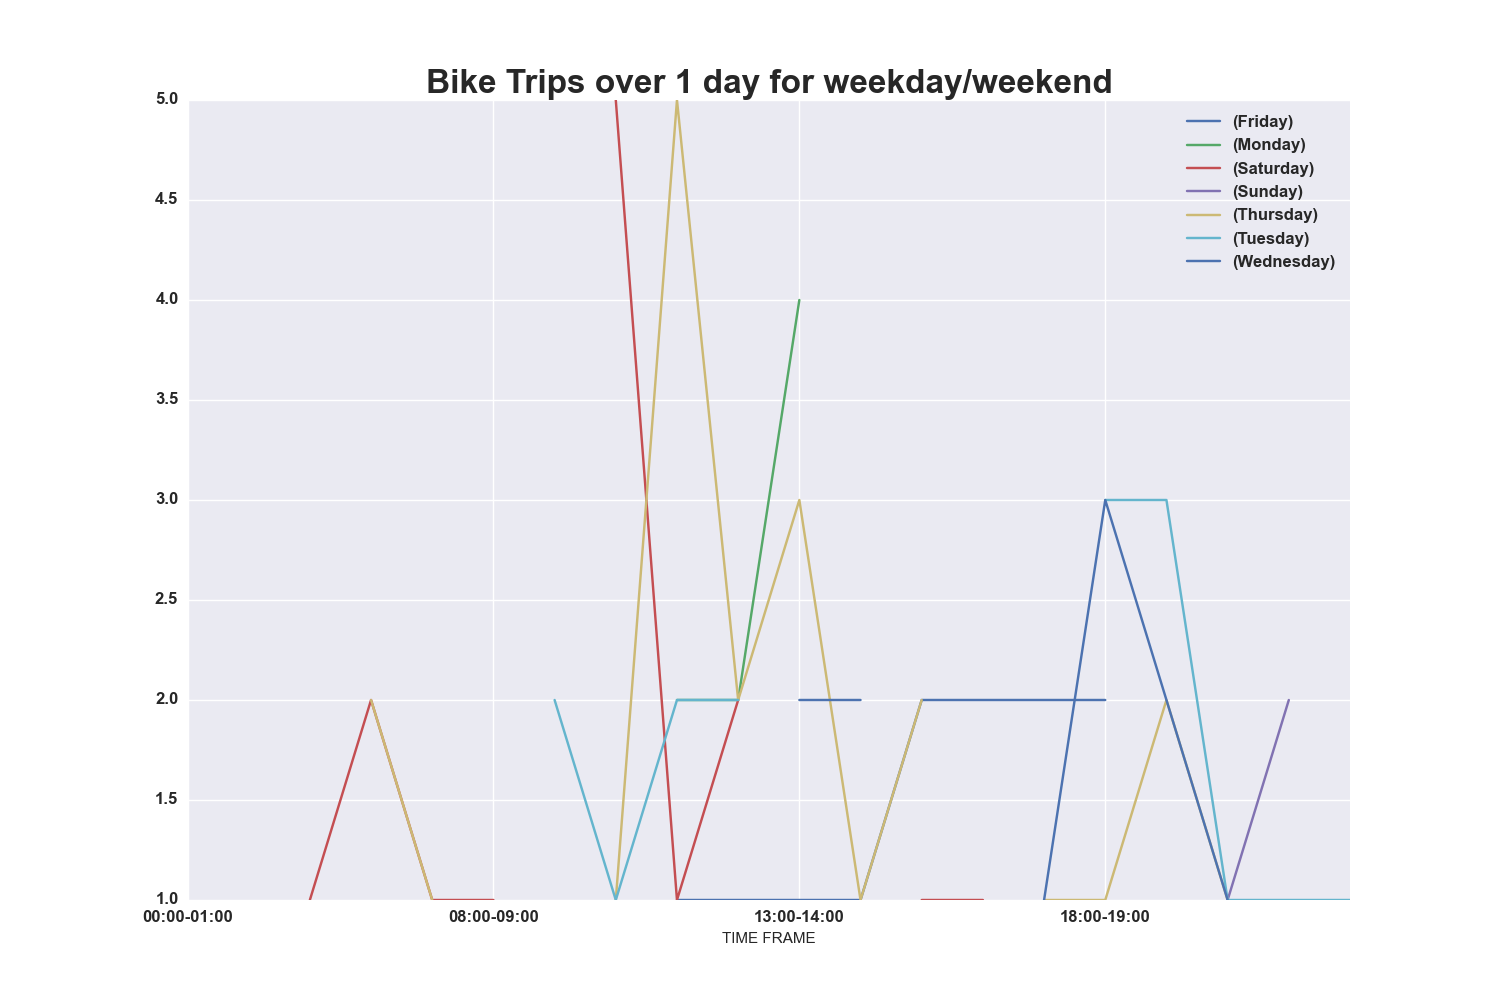 Bike Trips over 1 day for weekday/weekend
5.0
4.5
4.0
3.5
3.0
2.5
2.0
1.5
1.0
(Friday)
(Monday)
(Saturday)
(Sunday)
(Thursday)
(Tuesday)
(Wednesday)
00:00-01:00 08:00-09:00 13:00-14:00 18:00-19:00
TIME FRAME